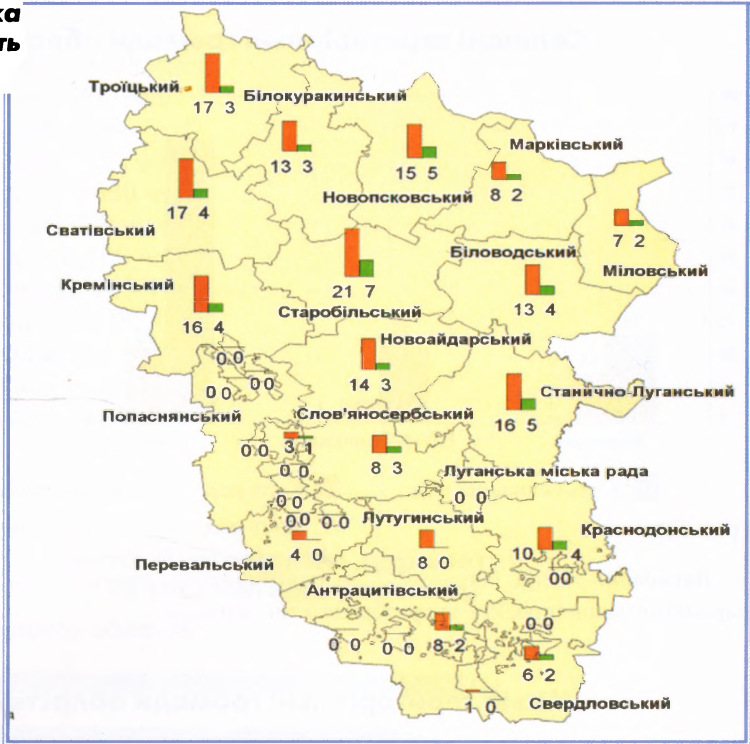 ка
ть
Троїцький
17 3
Білокуракинський
13 3
15 5
Марківський
8 2
Новопсковський
17 4
Сватівський
7 2
Міловський
Біловодський
13 4
21 7
Старобільський
Кремінський
16 4
Новоайдарський
14 3
0 0
0 0
0 0
Станично-Луганський
16 5
Попаснянський
Слов'яносербський
3 1
0 0
8 3
0 0
Луганська міська рада
0 0
0 0
0 0
0 0
Лутугинський
8 0
Краснодонський
10 4
00
4 0
Перевальський
Антрацитівський
8 2
0 0
0 0
0 0
6 2
1 0
Свердловський